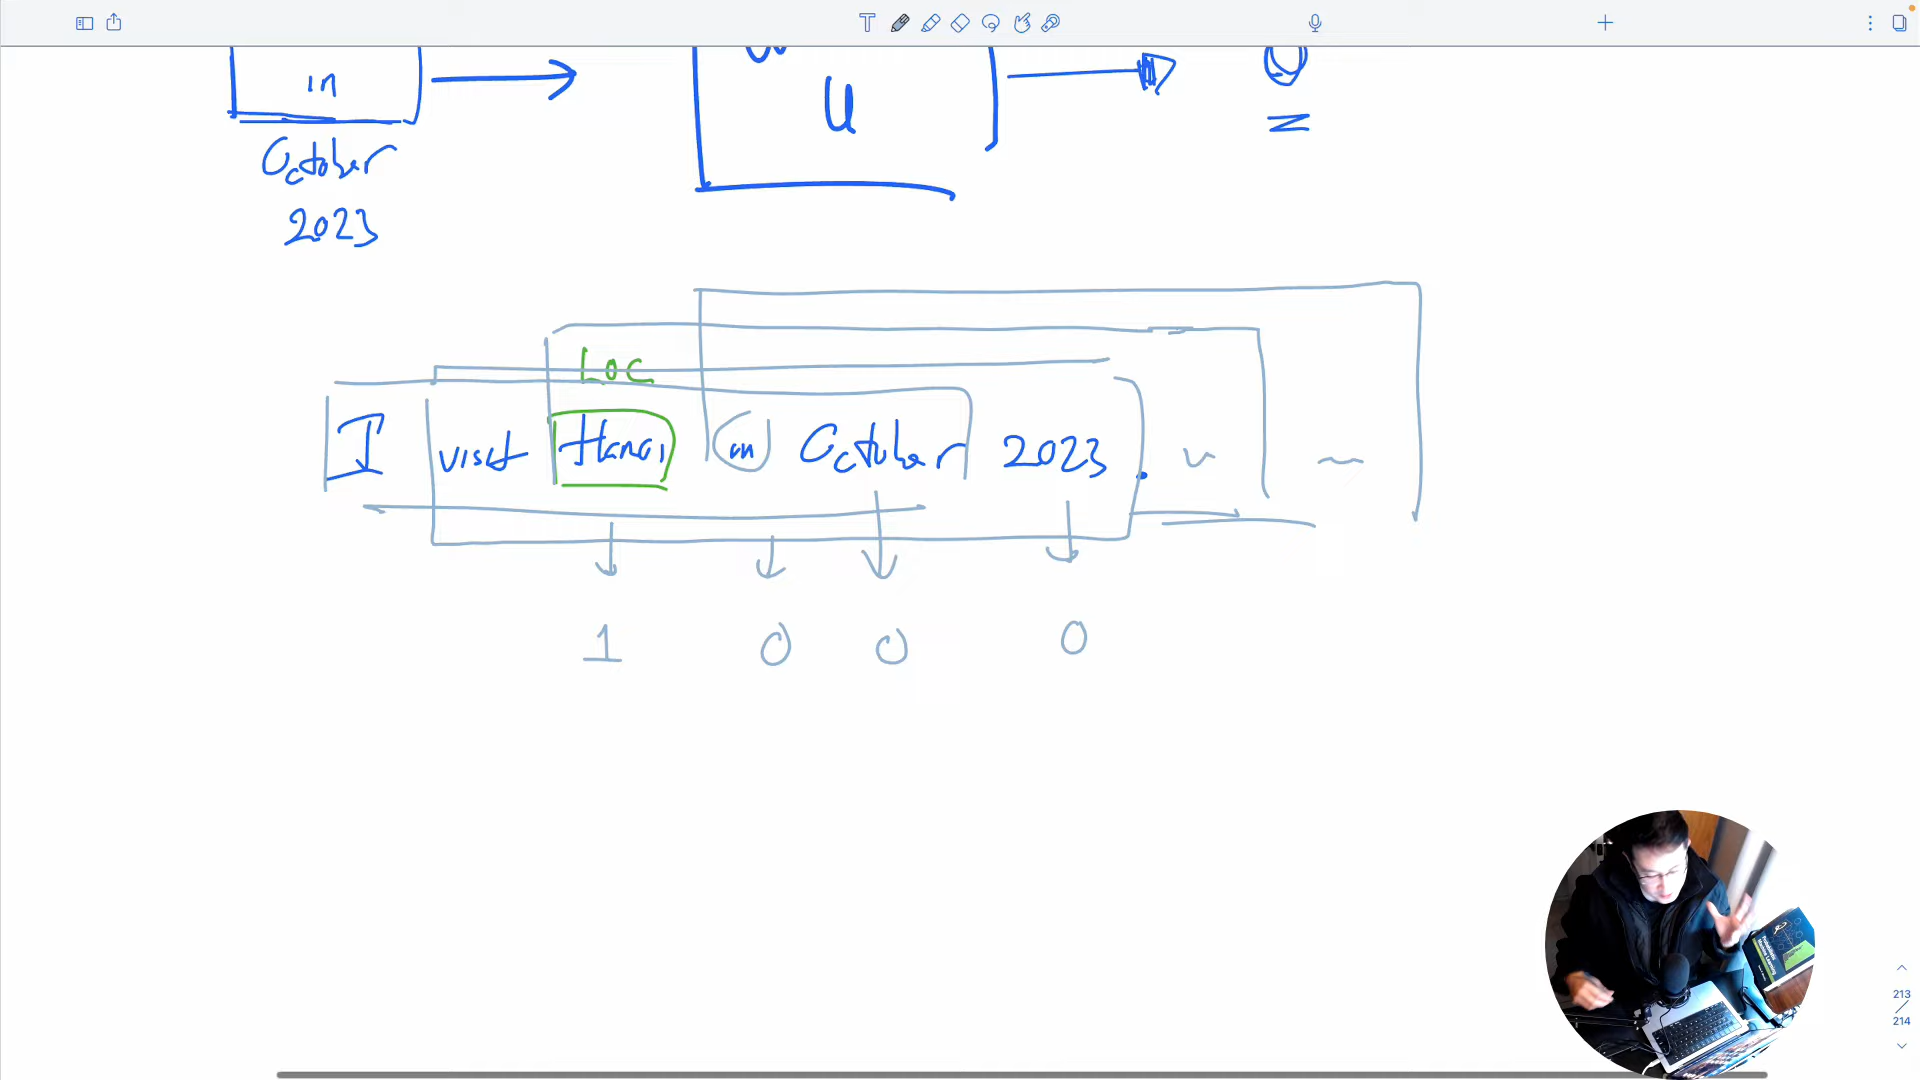 in
U
October
2023
LOC
I visit Hanoi in October 2023.
1 0 0 0
213
214